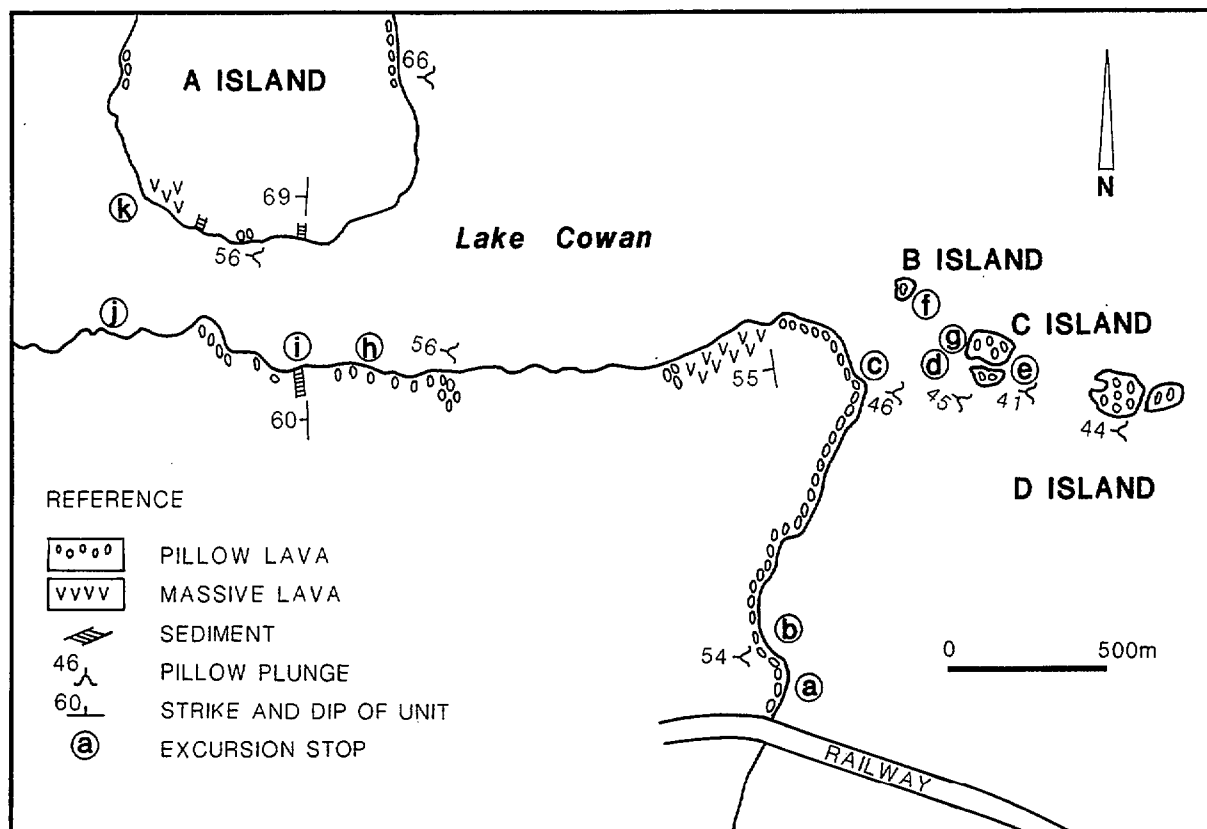 A ISLAND
66
69
k
56
Lake Cowan
N
B ISLAND
f
j
i
h
56
g
C ISLAND
55
c
d
e
46
45
41
60
44
D ISLAND
REFERENCE
PILLOW LAVA
MASSIVE LAVA
SEDIMENT
46
PILLOW PLUNGE
60
STRIKE AND DIP OF UNIT
a
EXCURSION STOP
b
54
a
0 500m
RAILWAY